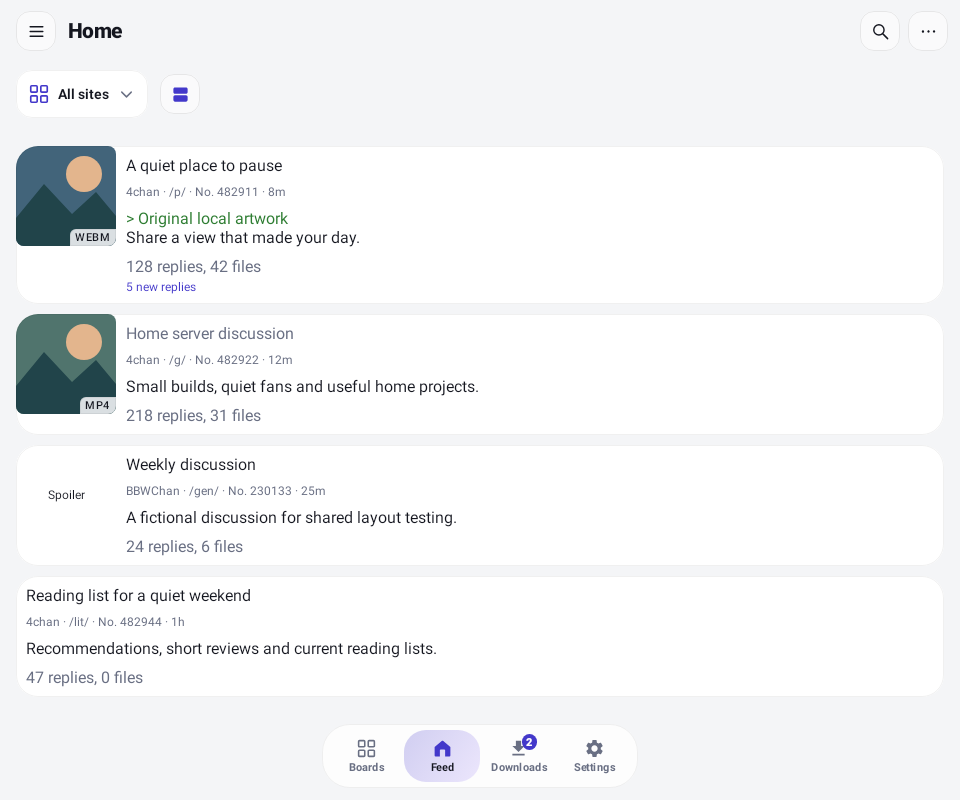 Home
All sites
A quiet place to pause
4chan · /p/ · No. 482911 · 8m
> Original local artwork
Share a view that made your day.
WEBM
128 replies, 42 files
5 new replies
Home server discussion
4chan · /g/ · No. 482922 · 12m
Small builds, quiet fans and useful home projects.
MP4
218 replies, 31 files
Weekly discussion
BBWChan · /gen/ · No. 230133 · 25m
Spoiler
A fictional discussion for shared layout testing.
24 replies, 6 files
Reading list for a quiet weekend
4chan · /lit/ · No. 482944 · 1h
Recommendations, short reviews and current reading lists.
47 replies, 0 files
2
Boards
Feed
Downloads
Settings